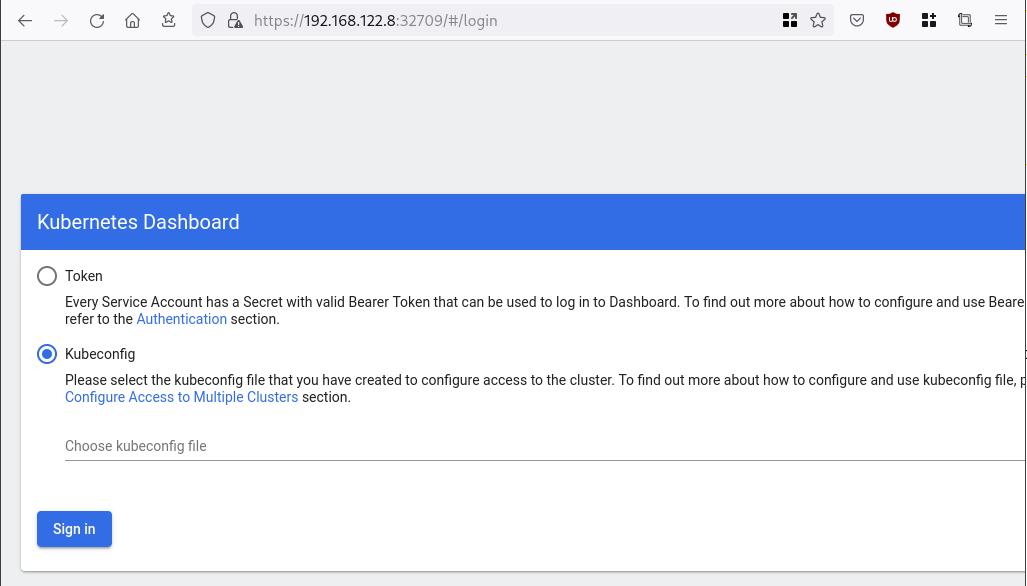 https://192.168.122.8:32709/#/login
Kubernetes Dashboard
Token
Every Service Account has a Secret with valid Bearer Token that can be used to log in to Dashboard. To find out more about how to configure and use Beare
refer to the Authentication section.
Kubeconfig
Please select the kubeconfig file that you have created to configure access to the cluster. To find out more about how to configure and use kubeconfig file, p
Configure Access to Multiple Clusters section.
Choose kubeconfig file
Sign in